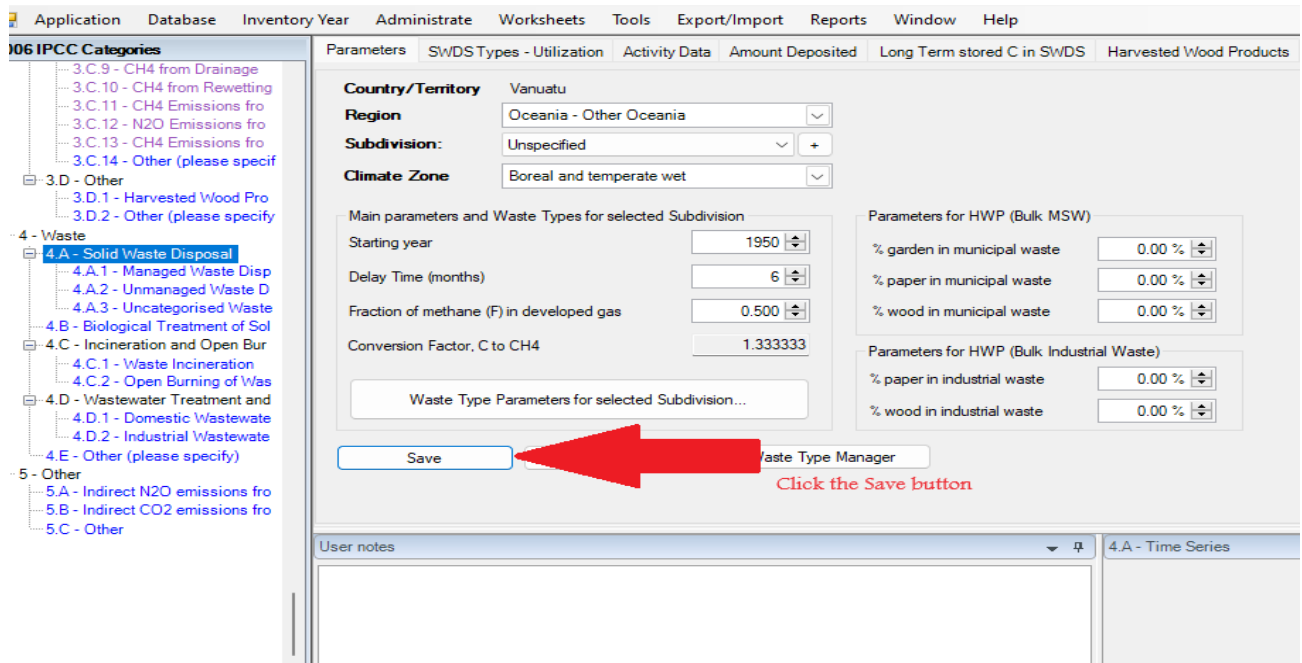 Application Database Inventory Year Administrate Worksheets Tools Export/Import Reports Window Help
006 IPCC Categories
3.C.9 - CH4 from Drainage
3.C.10 - CH4 from Rewetting
3.C.11 - CH4 Emissions fro
3.C.12 - N2O Emissions fro
3.C.13 - CH4 Emissions fro
3.C.14 - Other (please specif
3.D - Other
3.D.1 - Harvested Wood Pro
3.D.2 - Other (please specify
4 - Waste
4.A - Solid Waste Disposal
4.A.1 - Managed Waste Disp
4.A.2 - Unmanaged Waste D
4.A.3 - Uncategorised Waste
4.B - Biological Treatment of Sol
4.C - Incineration and Open Bur
4.C.1 - Waste Incineration
4.C.2 - Open Burning of Was
4.D - Wastewater Treatment and
4.D.1 - Domestic Wastewate
4.D.2 - Industrial Wastewate
4.E - Other (please specify)
5 - Other
5.A - Indirect N2O emissions fro
5.B - Indirect CO2 emissions fro
5.C - Other
Parameters SWDS Types - Utilization Activity Data Amount Deposited Long Term stored C in SWDS Harvested Wood Products
Country/Territory Vanuatu
Region Oceania - Other Oceania
Subdivision: Unspecified +
Climate Zone Boreal and temperate wet
Main parameters and Waste Types for selected Subdivision
Starting year 1950
Delay Time (months) 6
Fraction of methane (F) in developed gas 0.500
Conversion Factor, C to CH4 1.333333
Waste Type Parameters for selected Subdivision...
Parameters for HWP (Bulk MSW)
% garden in municipal waste 0.00 %
% paper in municipal waste 0.00 %
% wood in municipal waste 0.00 %
Parameters for HWP (Bulk Industrial Waste)
% paper in industrial waste 0.00 %
% wood in industrial waste 0.00 %
Save Waste Type Manager
Click the Save button
User notes
4.A - Time Series